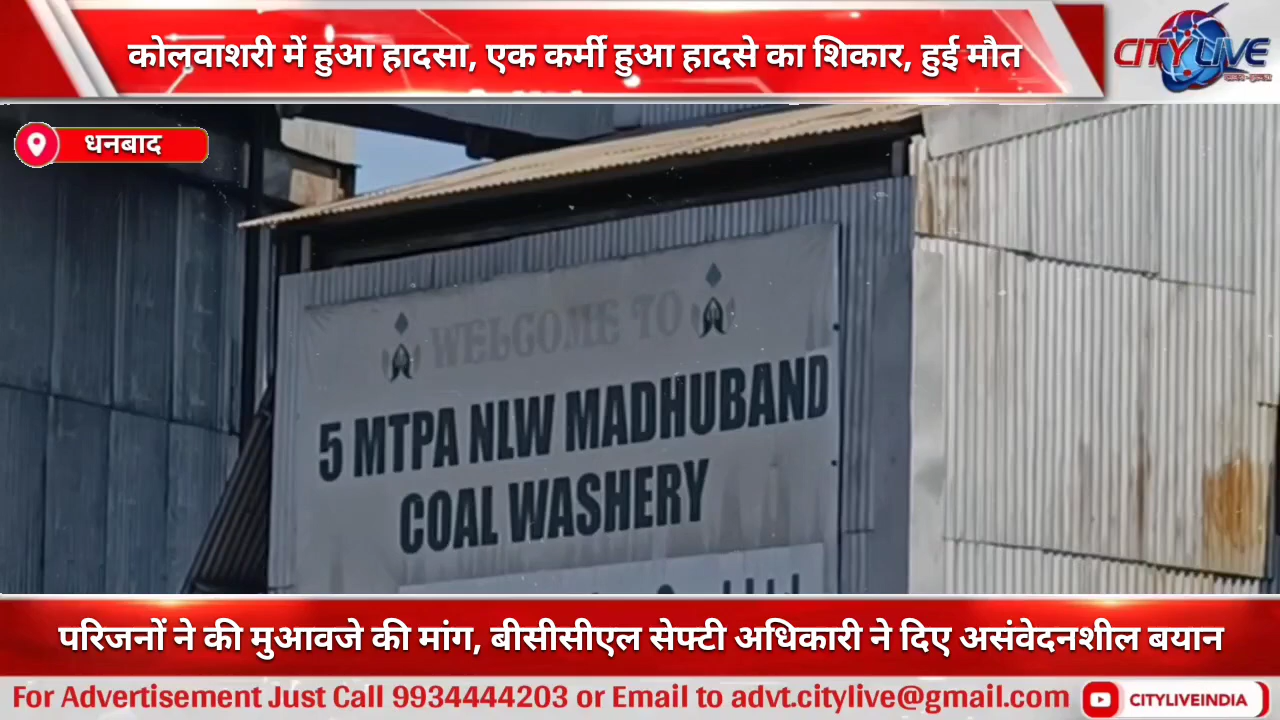 कोलवाशरी में हुआ हादसा, एक कर्मी हुआ हादसे का शिकार, हुई मौत
CITY LIVE
धनबाद
WELCOME TO
5 MTPA NLW MADHUBAND
COAL WASHERY
परिजनों ने की मुआवजे की मांग, बीसीसीएल सेफ्टी अधिकारी ने दिए असंवेदनशील बयान
For Advertisement Just Call 9934444203 or Email to advt.citylive@gmail.com
CITYLIVEINDIA